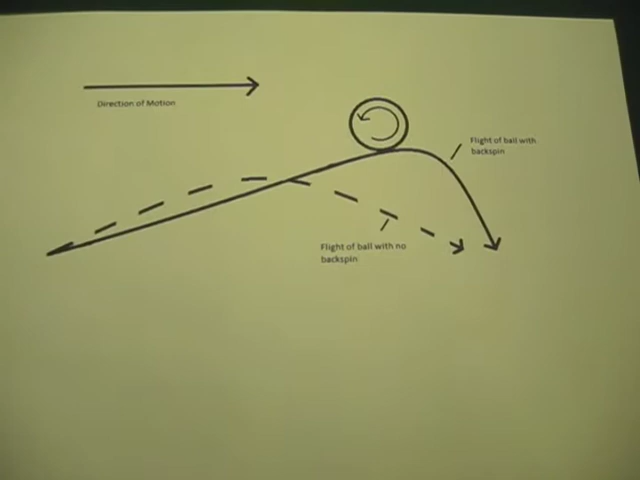 Direction of Motion
Flight of ball with
backspin
Flight of ball with no
backspin